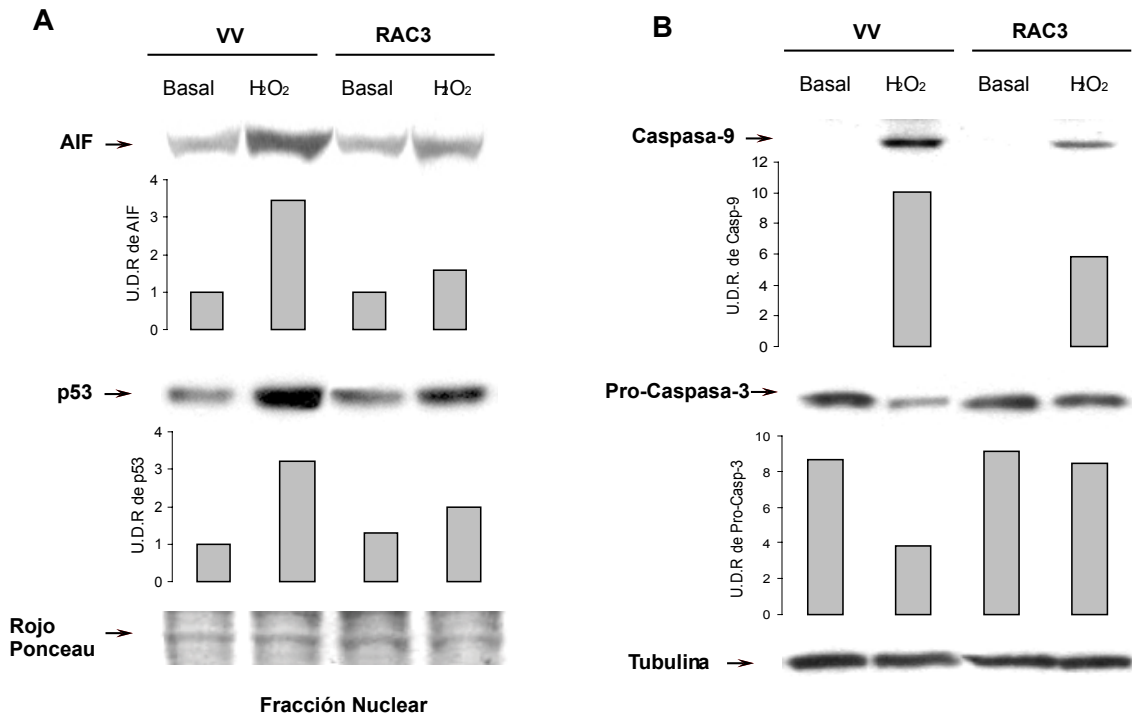 A
VV RAC3
Basal H2O2 Basal H2O2
AIF
4
3
2
1
0
U.D.R de AIF
p53
4
3
2
1
0
U.D.R de p53
Rojo
Ponceau
Fracción Nuclear
B
VV RAC3
Basal H2O2 Basal H2O2
Caspasa-9
12
10
8
6
4
2
0
U.D.R. de Casp-9
Pro-Caspasa-3
10
8
6
4
2
0
U.D.R de Pro-Casp-3
Tubulina